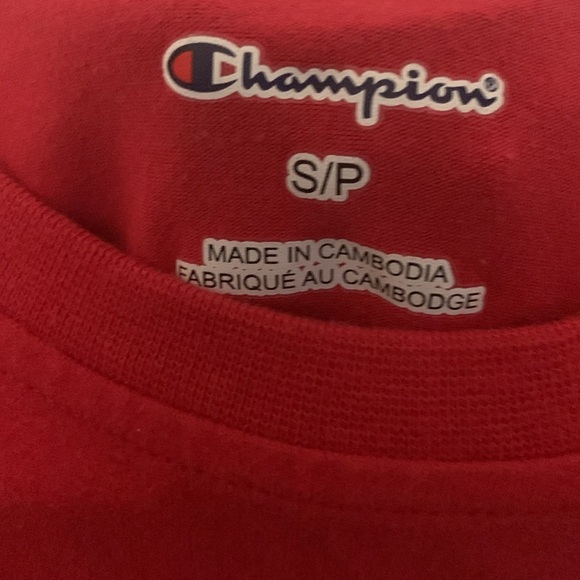 Champion®
S/P
MADE IN CAMBODIA
FABRIQUÉ AU CAMBODGE